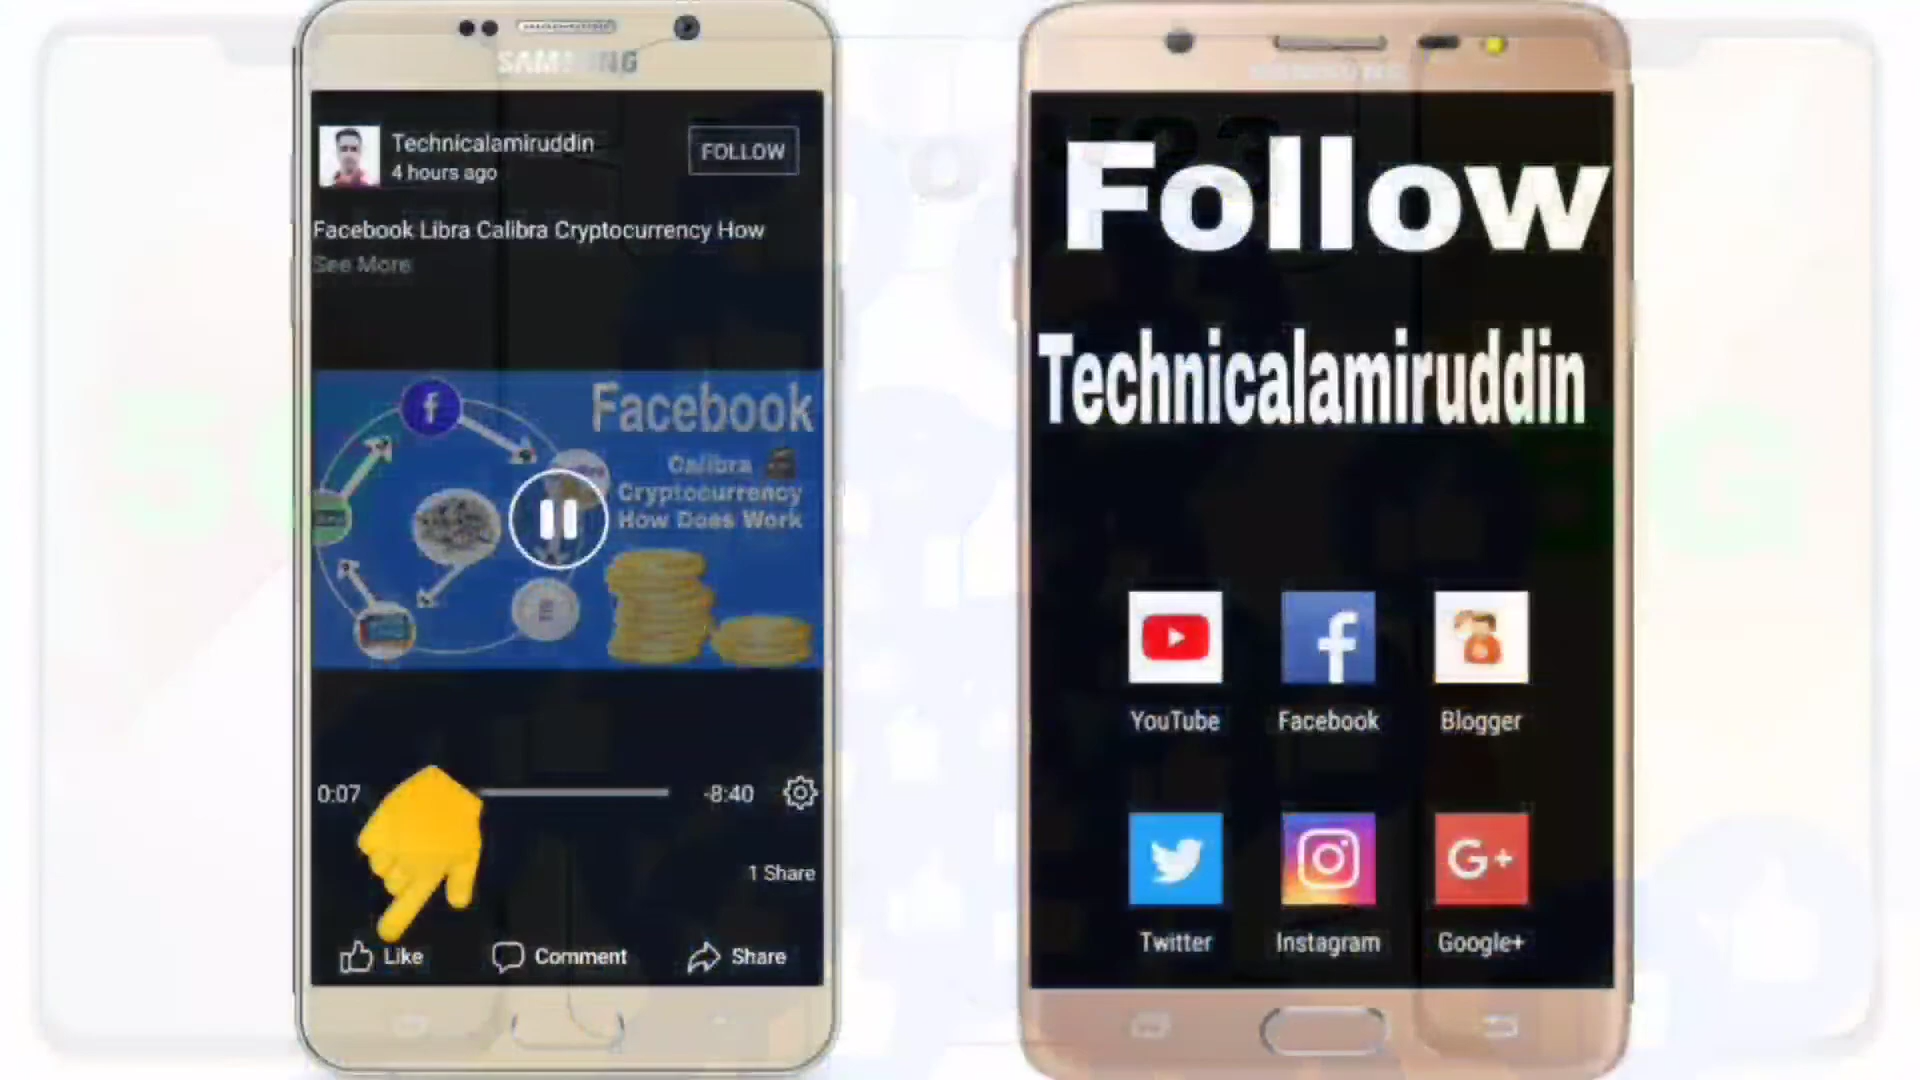 SAMSUNG
Technicalamiruddin
4 hours ago
FOLLOW
Facebook Libra Calibra Cryptocurrency How
See More
Facebook
Calibra
Cryptocurrency
How Does Work
0:07
-8:40
1 Share
Like
Comment
Share
Follow
Technicalamiruddin
YouTube
Facebook
Blogger
Twitter
Instagram
G+
Google+